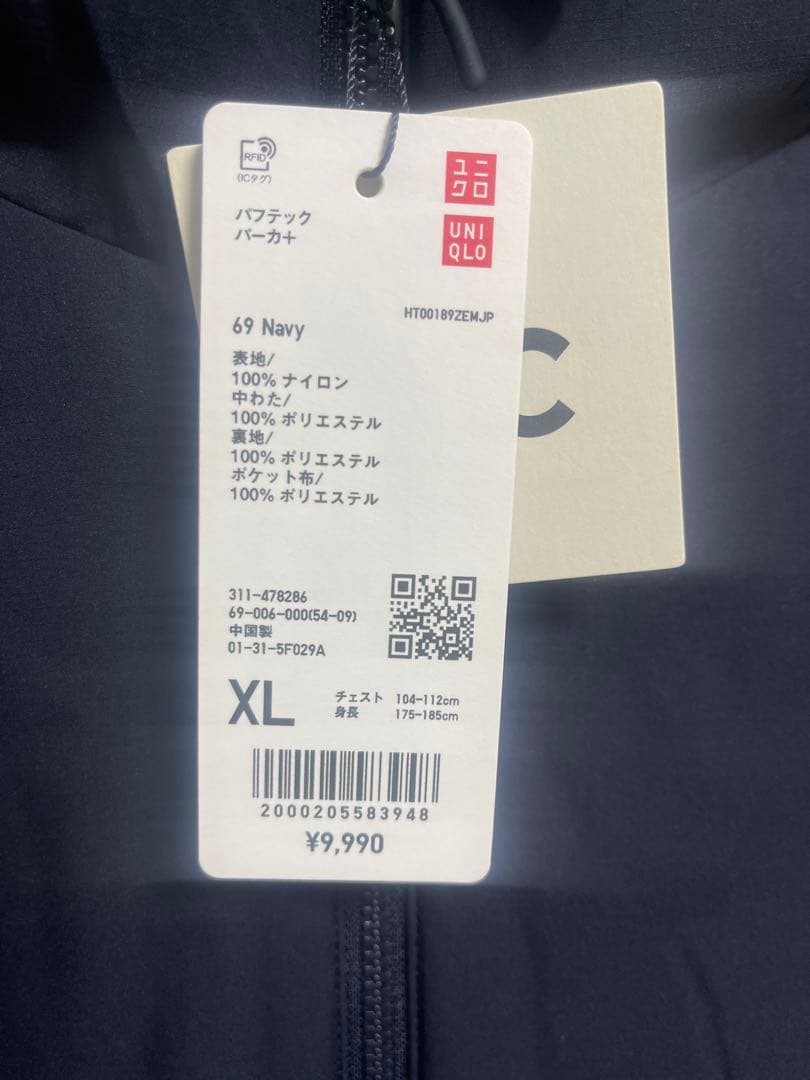 RFID
(ICタグ)
ユニ
クロ
UNI
QLO
パフテック
パーカ+
HT00189ZEMJP
69 Navy
表地/
100% ナイロン
中わた/
100% ポリエステル
裏地/
100% ポリエステル
ポケット布/
100% ポリエステル
C
311-478286
69-006-000(54-09)
中国製
01-31-5F029A
XL
チェスト 104-112cm
身長 175-185cm
2000205583948
¥9,990